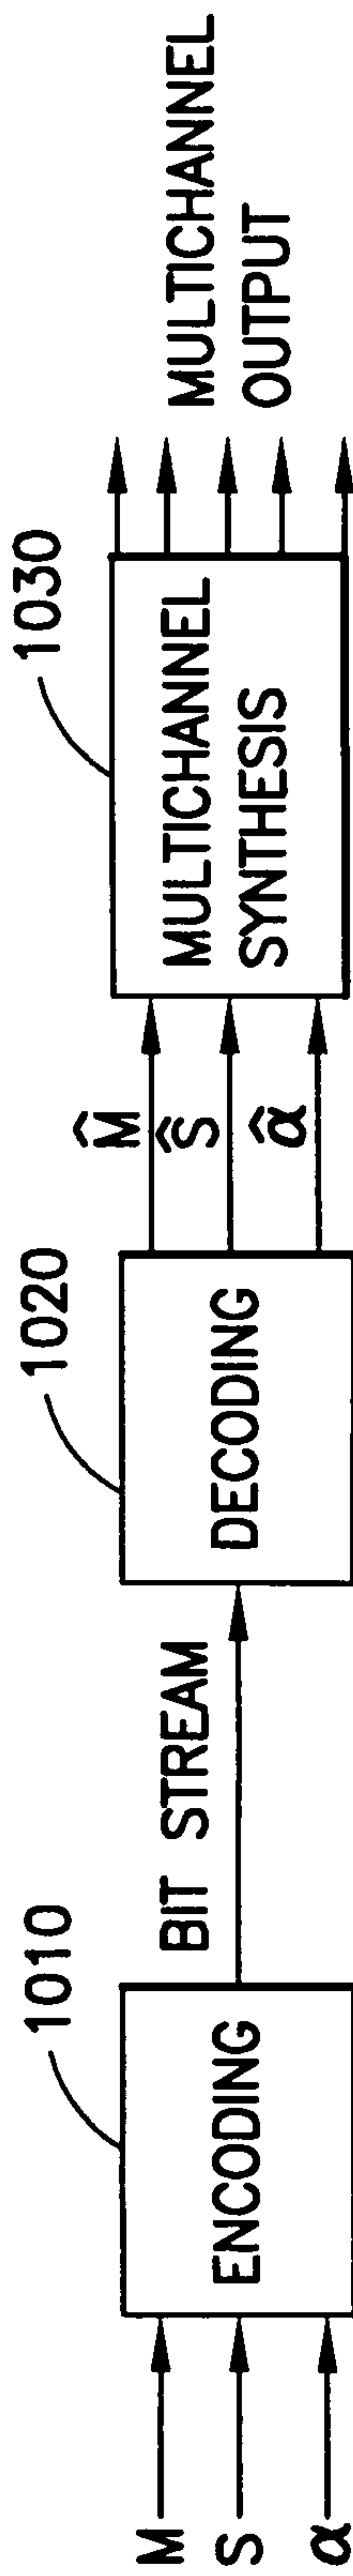 M
S
α
1010
ENCODING
BIT STREAM
1020
DECODING
M̂
Ŝ
α̂
1030
MULTICHANNEL
SYNTHESIS
MULTICHANNEL
OUTPUT